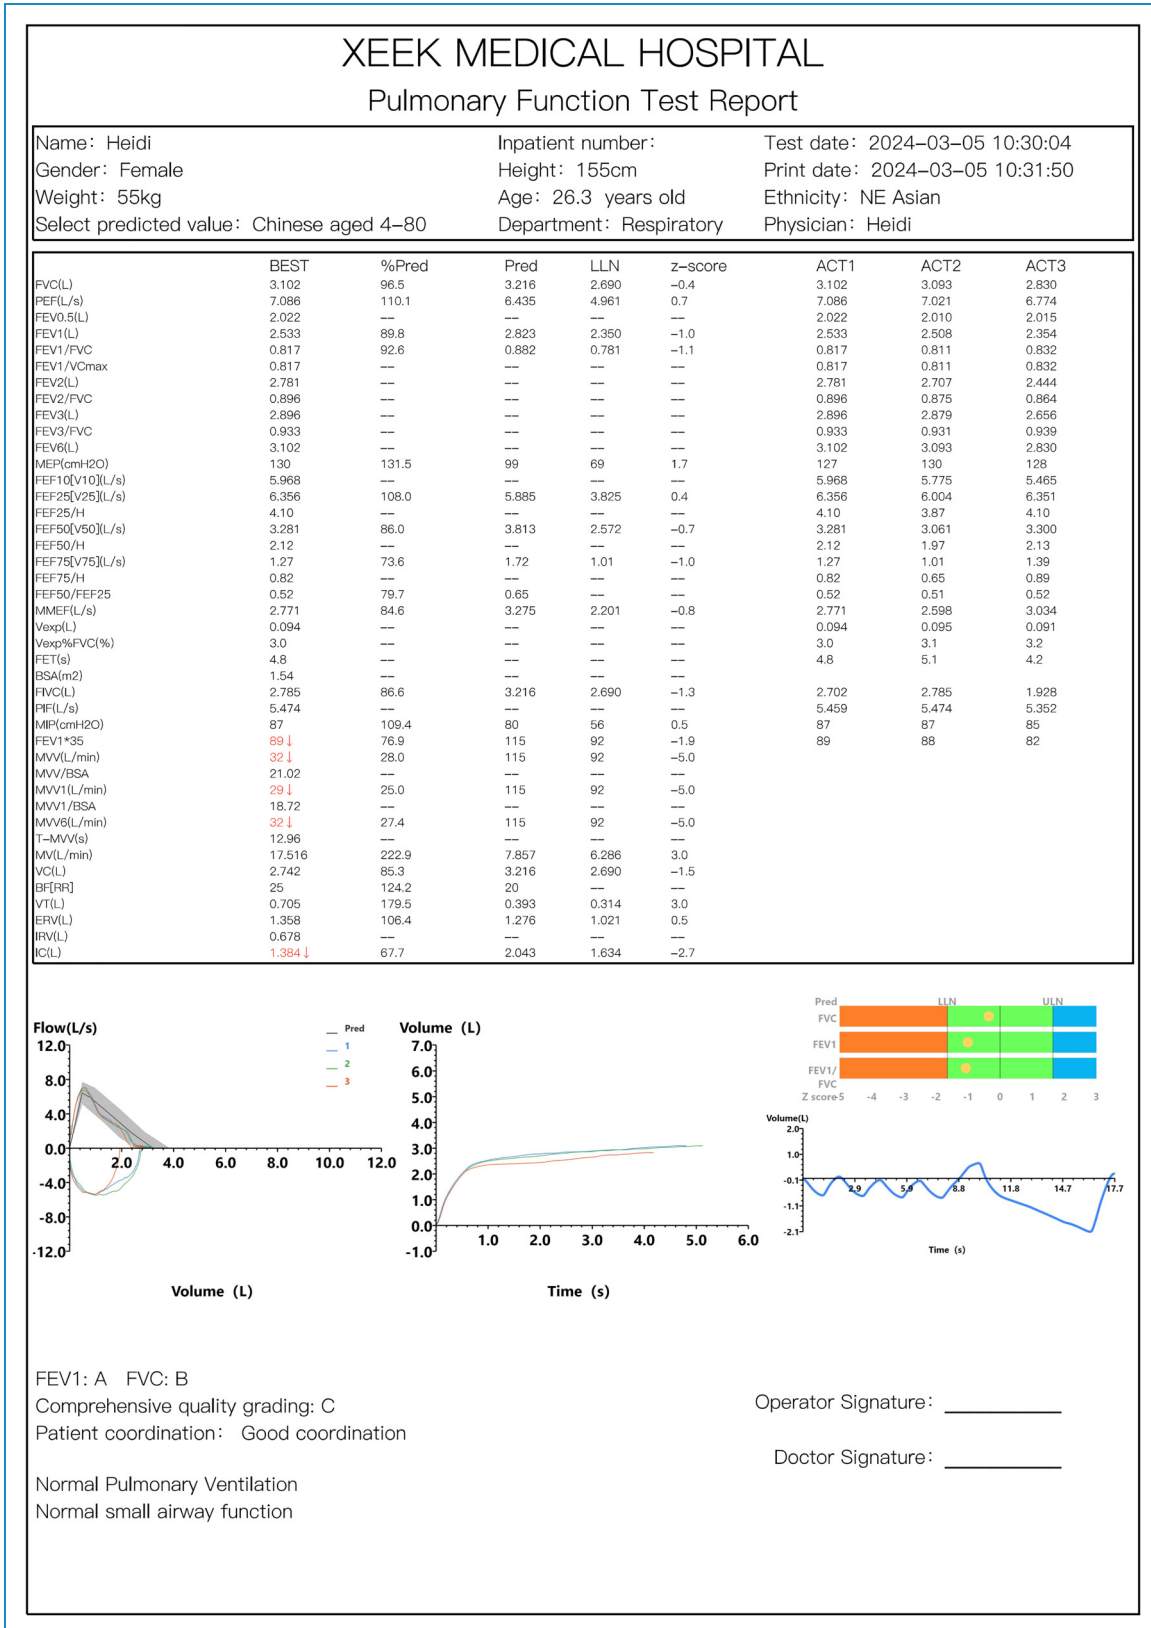 XEEK MEDICAL HOSPITAL
Pulmonary Function Test Report
Name: Heidi Inpatient number: Test date: 2024-03-05 10:30:04
Gender: Female Height: 155cm Print date: 2024-03-05 10:31:50
Weight: 55kg Age: 26.3 years old Ethnicity: NE Asian
Select predicted value: Chinese aged 4-80 Department: Respiratory Physician: Heidi
BEST %Pred Pred LLN z-score ACT1 ACT2 ACT3
FVC(L) 3.102 96.5 3.216 2.690 -0.4 3.102 3.093 2.830
PEF(L/s) 7.086 110.1 6.435 4.961 0.7 7.086 7.021 6.774
FEV0.5(L) 2.022 -- -- -- -- 2.022 2.010 2.015
FEV1(L) 2.533 89.8 2.823 2.350 -1.0 2.533 2.508 2.354
FEV1/FVC 0.817 92.6 0.882 0.781 -1.1 0.817 0.811 0.832
FEV1/VCmax 0.817 -- -- -- -- 0.817 0.811 0.832
FEV2(L) 2.781 -- -- -- -- 2.781 2.707 2.444
FEV2/FVC 0.896 -- -- -- -- 0.896 0.875 0.864
FEV3(L) 2.896 -- -- -- -- 2.896 2.879 2.656
FEV3/FVC 0.933 -- -- -- -- 0.933 0.931 0.939
FEV6(L) 3.102 -- -- -- -- 3.102 3.093 2.830
MEP(cmH2O) 130 131.5 99 69 1.7 127 130 128
FEF10[V10](L/s) 5.968 -- -- -- -- 5.968 5.775 5.465
FEF25[V25](L/s) 6.356 108.0 5.885 3.825 0.4 6.356 6.004 6.351
FEF25/H 4.10 -- -- -- -- 4.10 3.87 4.10
FEF50[V50](L/s) 3.281 86.0 3.813 2.572 -0.7 3.281 3.061 3.300
FEF50/H 2.12 -- -- -- -- 2.12 1.97 2.13
FEF75[V75](L/s) 1.27 73.6 1.72 1.01 -1.0 1.27 1.01 1.39
FEF75/H 0.82 -- -- -- -- 0.82 0.65 0.89
FEF50/FEF25 0.52 79.7 0.65 -- -- 0.52 0.51 0.52
MMEF(L/s) 2.771 84.6 3.275 2.201 -0.8 2.771 2.598 3.034
Vexp(L) 0.094 -- -- -- -- 0.094 0.095 0.091
Vexp%FVC(%) 3.0 -- -- -- -- 3.0 3.1 3.2
FET(s) 4.8 -- -- -- -- 4.8 5.1 4.2
BSA(m2) 1.54 -- -- -- --
FIVC(L) 2.785 86.6 3.216 2.690 -1.3 2.702 2.785 1.928
PIF(L/s) 5.474 -- -- -- -- 5.459 5.474 5.352
MIP(cmH2O) 87 109.4 80 56 0.5 87 87 85
FEV1*35 89↓ 76.9 115 92 -1.9 89 88 82
MVV(L/min) 32↓ 28.0 115 92 -5.0
MVV/BSA 21.02 -- -- -- --
MVV1(L/min) 29↓ 25.0 115 92 -5.0
MVV1/BSA 18.72 -- -- -- --
MVV6(L/min) 32↓ 27.4 115 92 -5.0
T-MVV(s) 12.96 -- -- -- --
MV(L/min) 17.516 222.9 7.857 6.286 3.0
VC(L) 2.742 85.3 3.216 2.690 -1.5
BF[RR] 25 124.2 20 -- --
VT(L) 0.705 179.5 0.393 0.314 3.0
ERV(L) 1.358 106.4 1.276 1.021 0.5
IRV(L) 0.678 -- -- -- --
IC(L) 1.384↓ 67.7 2.043 1.634 -2.7
Flow(L/s)
Pred
1
2
3
12.0
8.0
4.0
0.0
-4.0
-8.0
-12.0
2.0 4.0 6.0 8.0 10.0 12.0
Volume (L)
Volume (L)
7.0
6.0
5.0
4.0
3.0
2.0
1.0
0.0
-1.0
1.0 2.0 3.0 4.0 5.0 6.0
Time (s)
Pred LLN ULN
FVC
FEV1
FEV1/
FVC
Z score -5 -4 -3 -2 -1 0 1 2 3
Volume(L)
2.0
1.0
-0.1
-1.1
-2.1
2.9 5.9 8.8 11.8 14.7 17.7
Time (s)
FEV1: A FVC: B
Comprehensive quality grading: C
Patient coordination: Good coordination
Operator Signature:
Doctor Signature:
Normal Pulmonary Ventilation
Normal small airway function